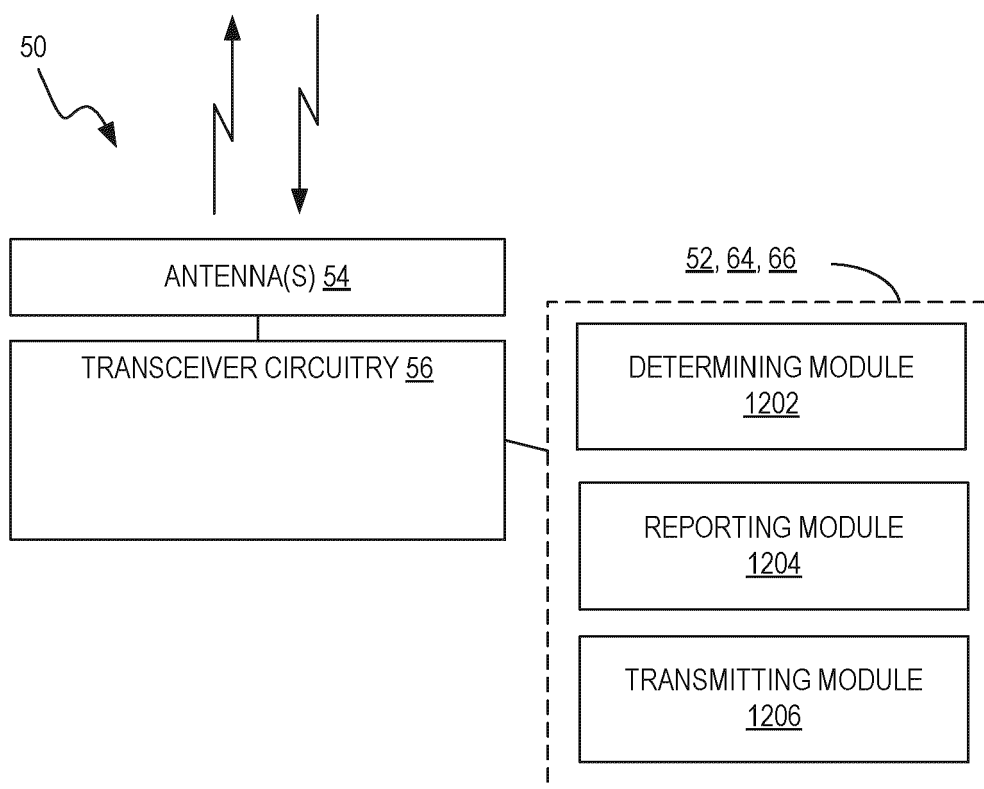 50
ANTENNA(S) 54
52, 64, 66
TRANSCEIVER CIRCUITRY 56
DETERMINING MODULE
1202
REPORTING MODULE
1204
TRANSMITTING MODULE
1206